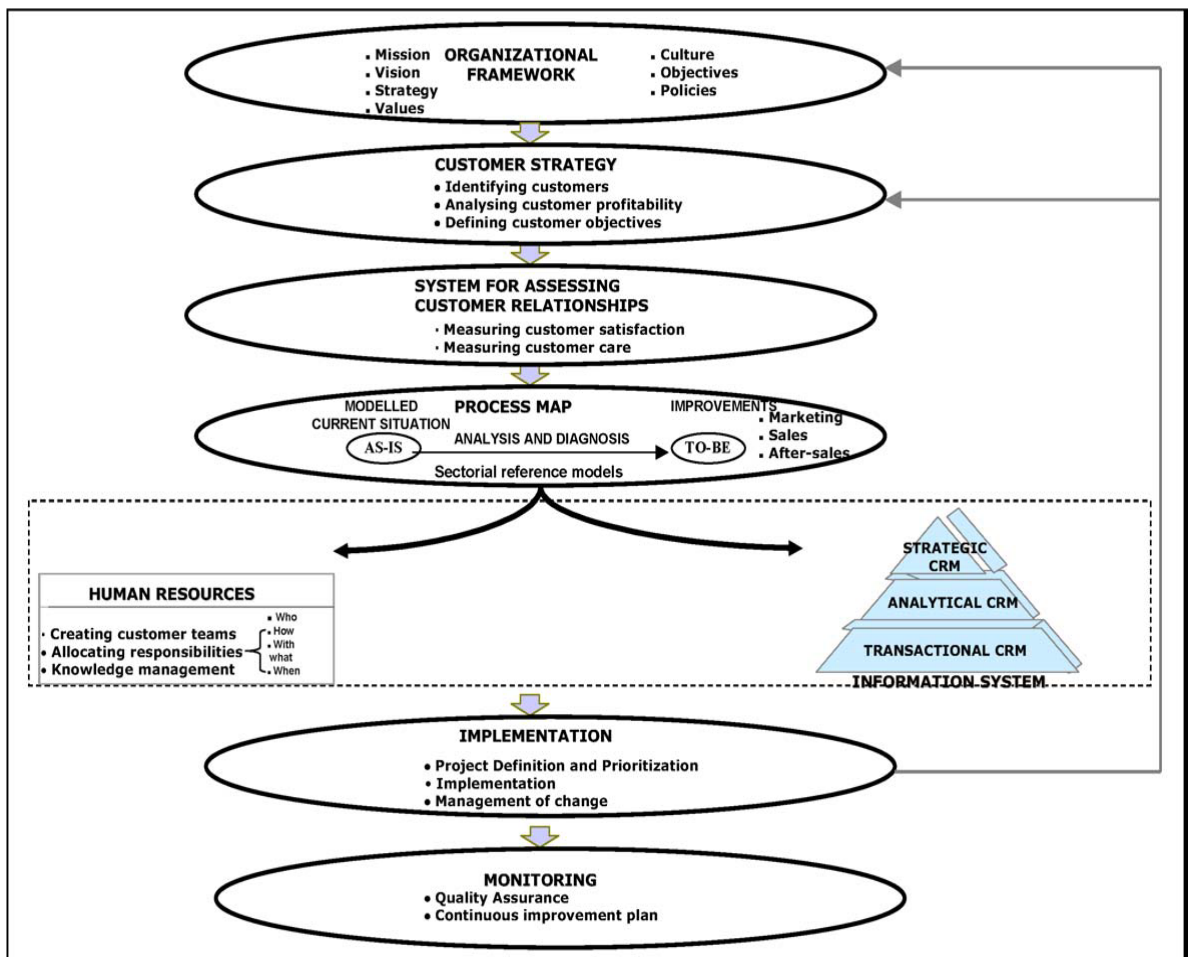 ORGANIZATIONAL
FRAMEWORK
▪ Mission
▪ Vision
▪ Strategy
▪ Values
▪ Culture
▪ Objectives
▪ Policies
CUSTOMER STRATEGY
• Identifying customers
• Analysing customer profitability
• Defining customer objectives
SYSTEM FOR ASSESSING
CUSTOMER RELATIONSHIPS
· Measuring customer satisfaction
· Measuring customer care
PROCESS MAP
MODELLED
CURRENT SITUATION
AS-IS
ANALYSIS AND DIAGNOSIS
IMPROVEMENTS
TO-BE
▪ Marketing
▪ Sales
▪ After-sales
Sectorial reference models
HUMAN RESOURCES
· Creating customer teams
• Allocating responsibilities
• Knowledge management
▪ Who
▪ How
▪ With
what
▪ When
STRATEGIC
CRM
ANALYTICAL CRM
TRANSACTIONAL CRM
INFORMATION SYSTEM
IMPLEMENTATION
• Project Definition and Prioritization
• Implementation
• Management of change
MONITORING
• Quality Assurance
• Continuous improvement plan